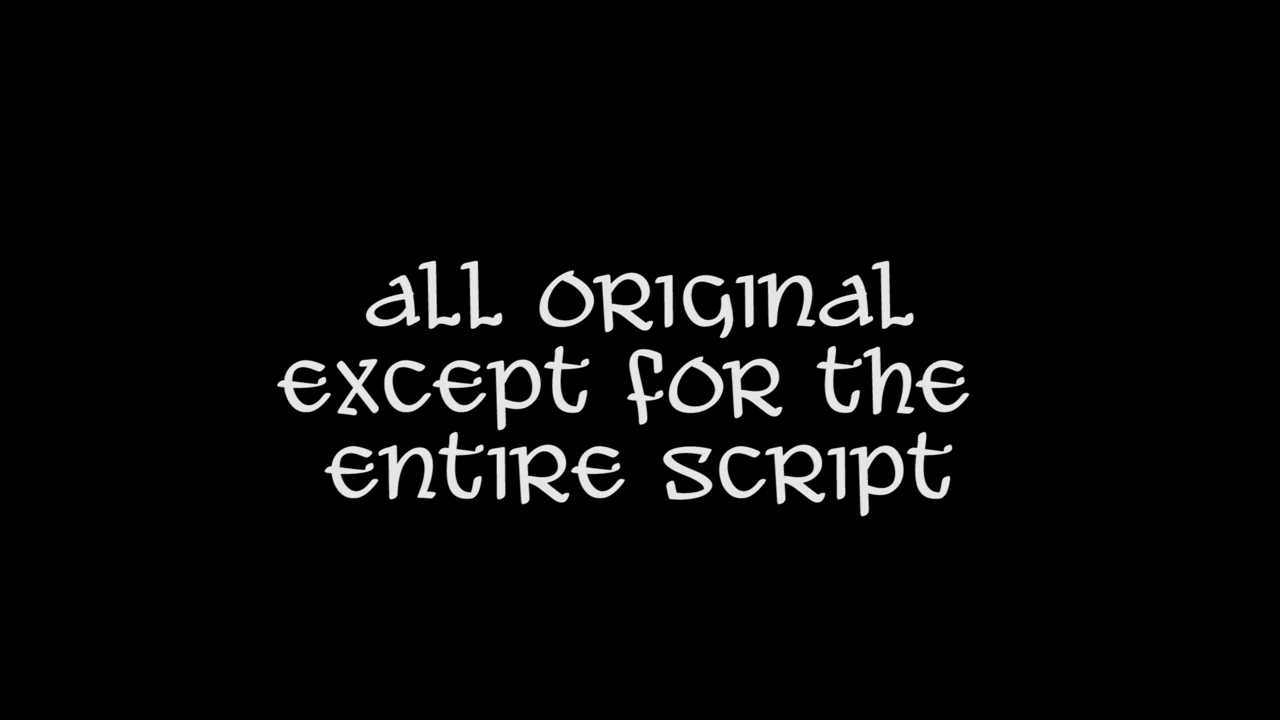 all original
except for the
entire script